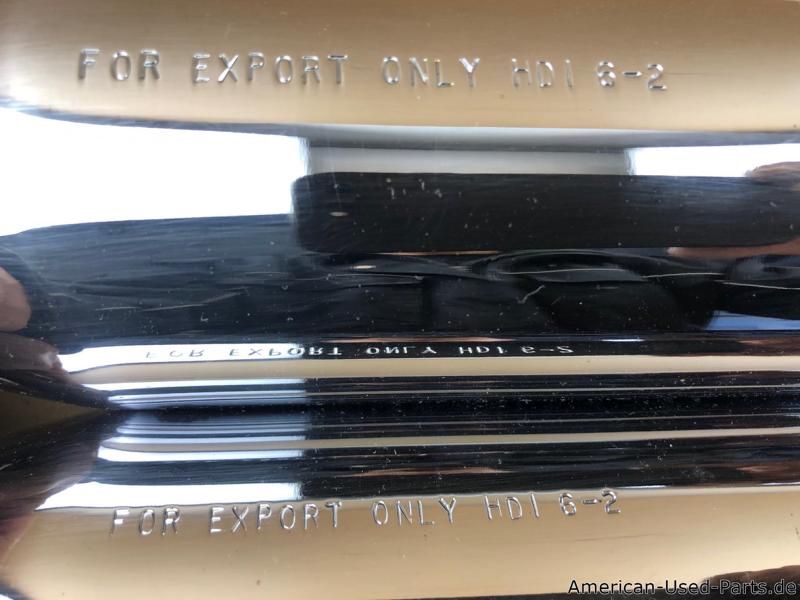 FOR EXPORT ONLY HDI 6-2
FOR EXPORT ONLY HDI 6-2
FOR EXPORT ONLY HDI 6-2
American-Used-Parts.de